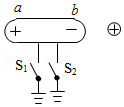 a b
+ − ⊕
S₁ S₂